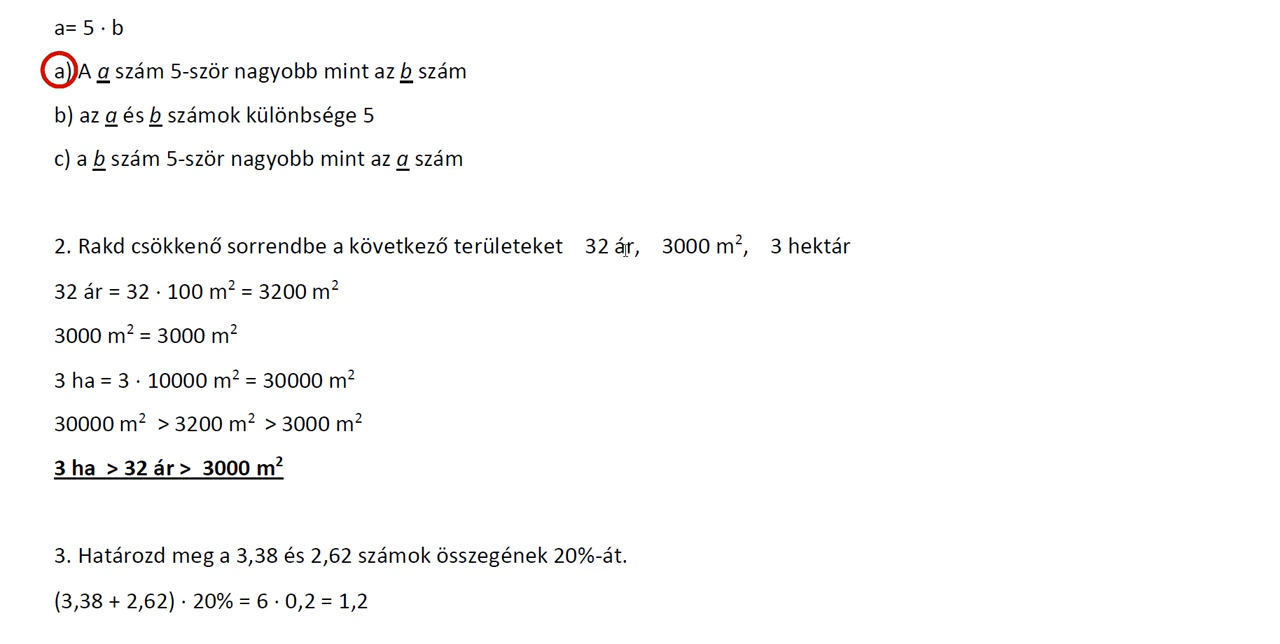 a= 5 · b
a) A a szám 5-ször nagyobb mint az b szám
b) az a és b számok különbsége 5
c) a b szám 5-ször nagyobb mint az a szám
2. Rakd csökkenő sorrendbe a következő területeket 32 ár, 3000 m², 3 hektár
32 ár = 32 · 100 m² = 3200 m²
3000 m² = 3000 m²
3 ha = 3 · 10000 m² = 30000 m²
30000 m² > 3200 m² > 3000 m²
3 ha > 32 ár > 3000 m²
3. Határozd meg a 3,38 és 2,62 számok összegének 20%-át.
(3,38 + 2,62) · 20% = 6 · 0,2 = 1,2